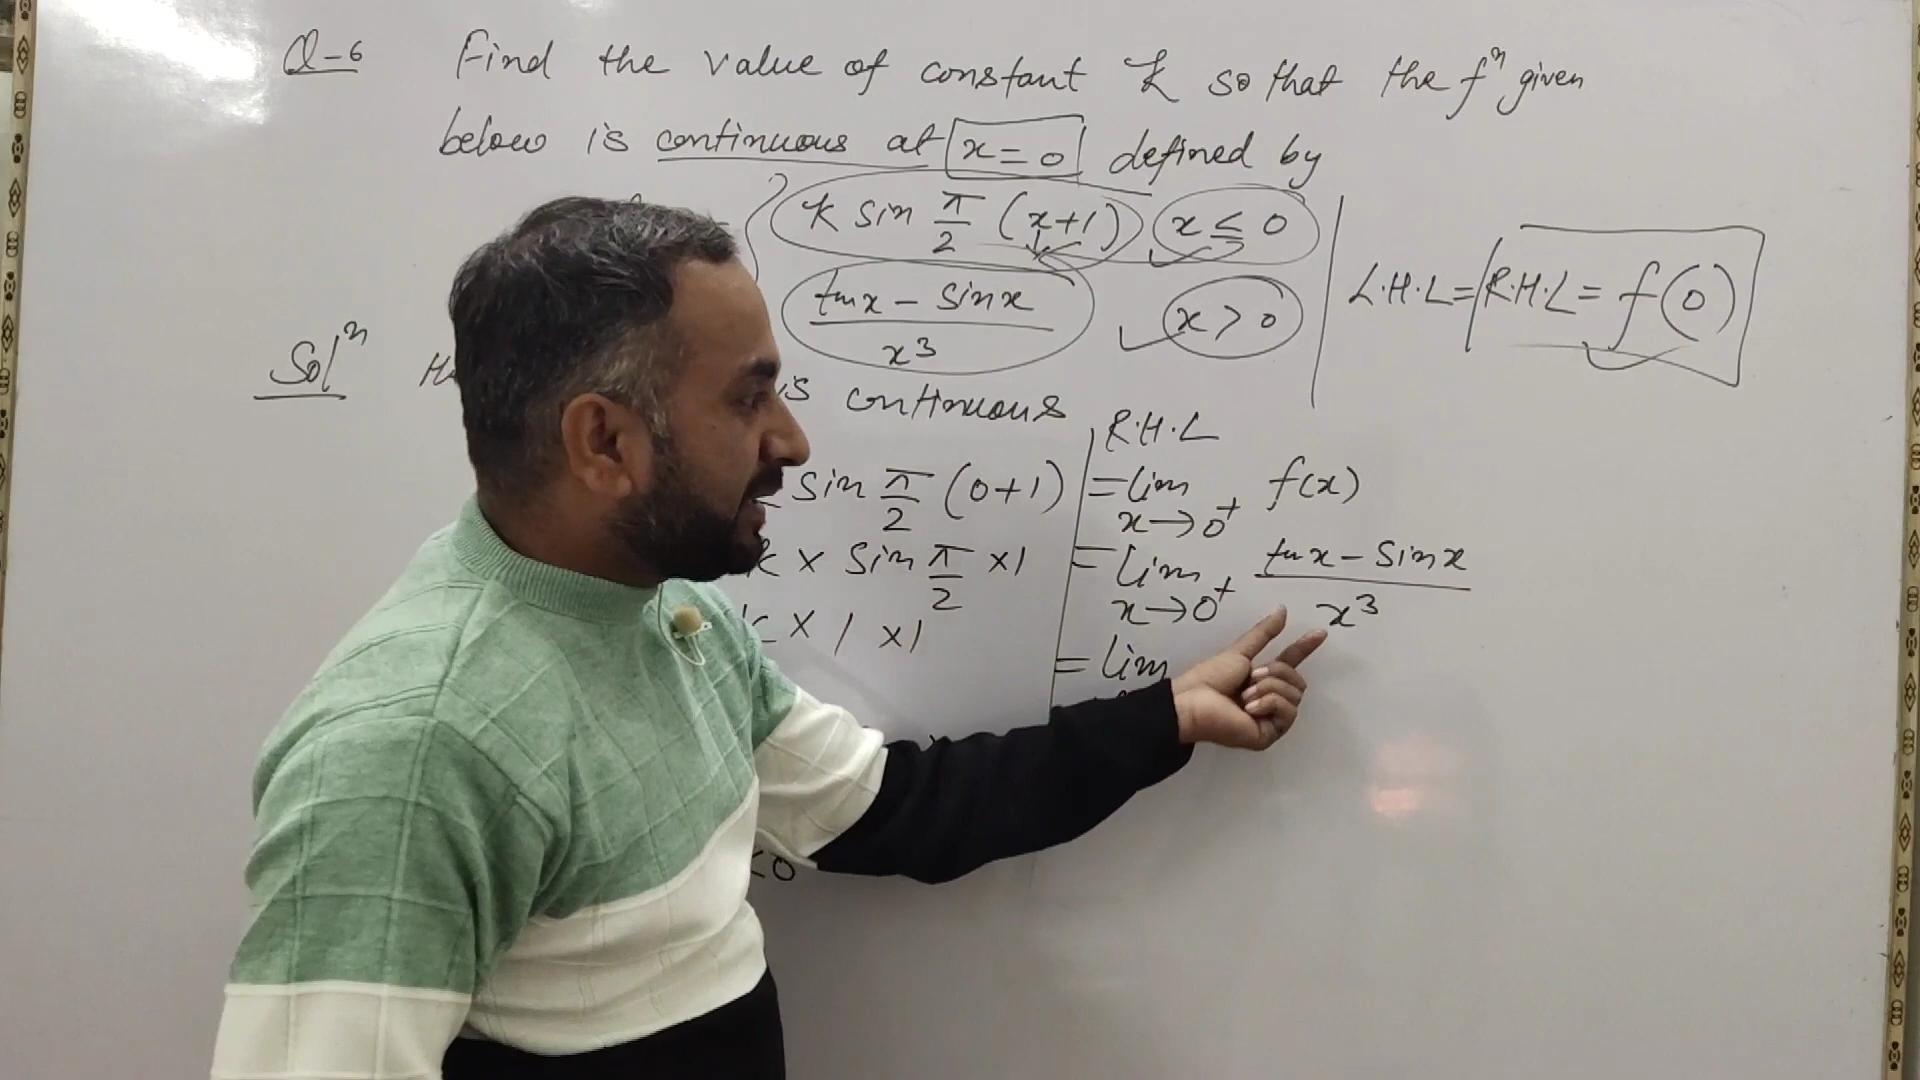 Q-6 Find the value of constant k so that the fⁿ given
below is continuous at x = 0 defined by
k sin π/2 (x+1) x ≤ 0
tan x - sin x / x³ x > 0
L.H.L = R.H.L = f(0)
Solⁿ is continuous
sin π/2 (0+1)
k × sin π/2 × 1
× 1 × 1
<0
R.H.L
= lim x→0⁺ f(x)
= lim x→0⁺ tan x - sin x / x³
= lim